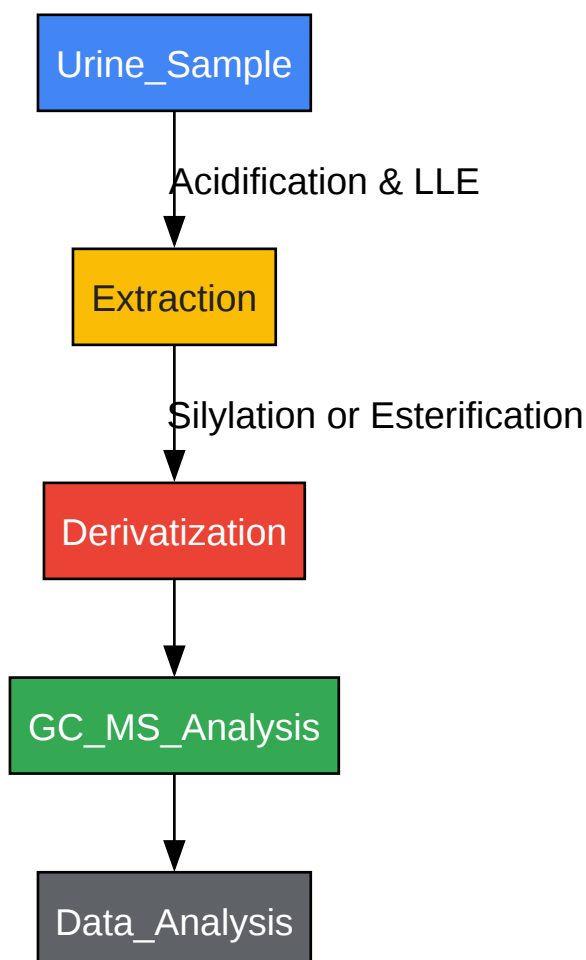 Urine_Sample
Acidification & LLE
Extraction
Silylation or Esterification
Derivatization
GC_MS_Analysis
Data_Analysis